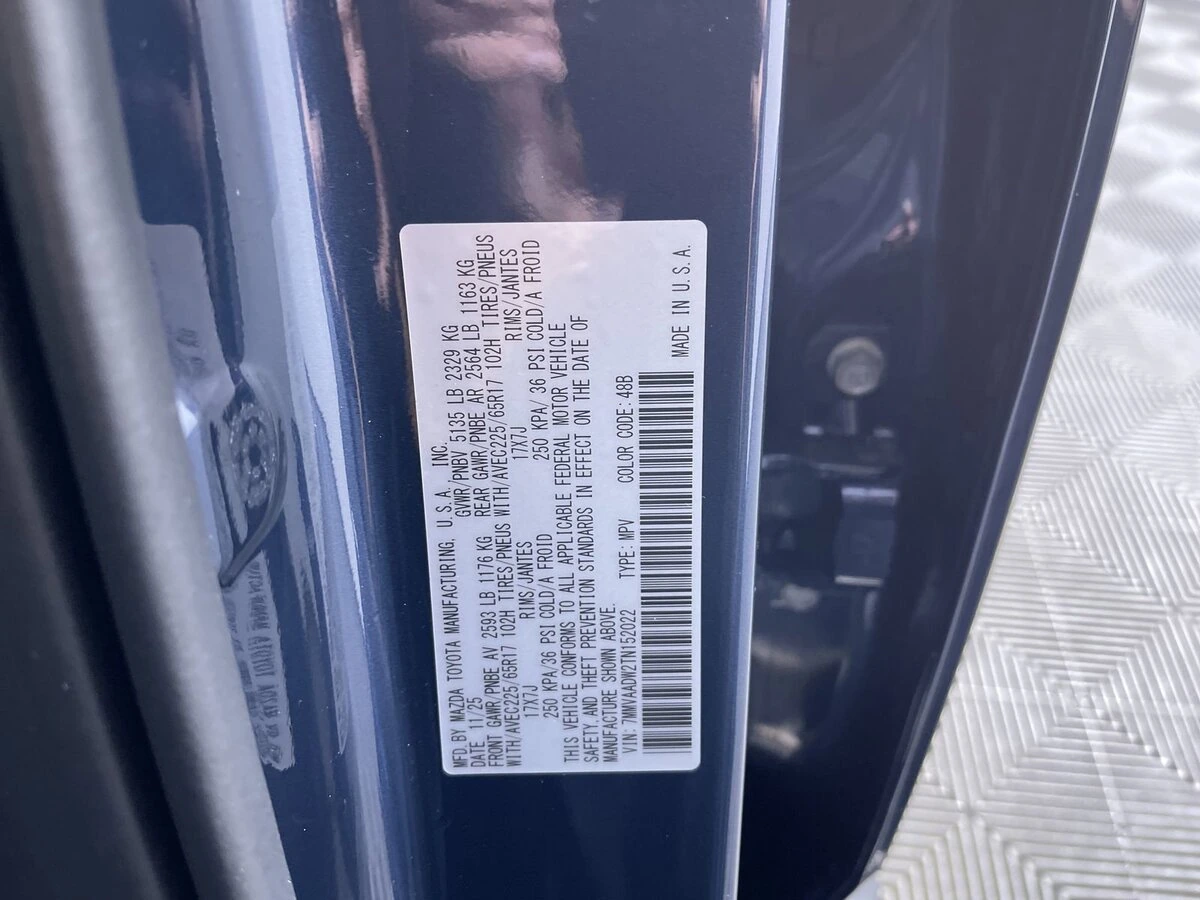 MFD. BY MAZDA TOYOTA MANUFACTURING, U.S.A. INC.
DATE 11/25 GVWR/PNBV 5135 LB 2329 KG
FRONT GAWR/PNBE AV 2593 LB 1176 KG REAR GAWR/PNBE AR 2564 LB 1163 KG
WITH/AVEC225/65R17 102H TIRES/PNEUS WITH/AVEC225/65R17 102H TIRES/PNEUS
17X7J RIMS/JANTES 17X7J RIMS/JANTES
250 KPA/36 PSI COLD/A FROID 250 KPA/ 36 PSI COLD/A FROID
THIS VEHICLE CONFORMS TO ALL APPLICABLE FEDERAL MOTOR VEHICLE
SAFETY, AND THEFT PREVENTION STANDARDS IN EFFECT ON THE DATE OF
MANUFACTURE SHOWN ABOVE.
VIN: 7MMVAADW2TN152022 TYPE: MPV COLOR CODE: 48B
MADE IN U.S.A.